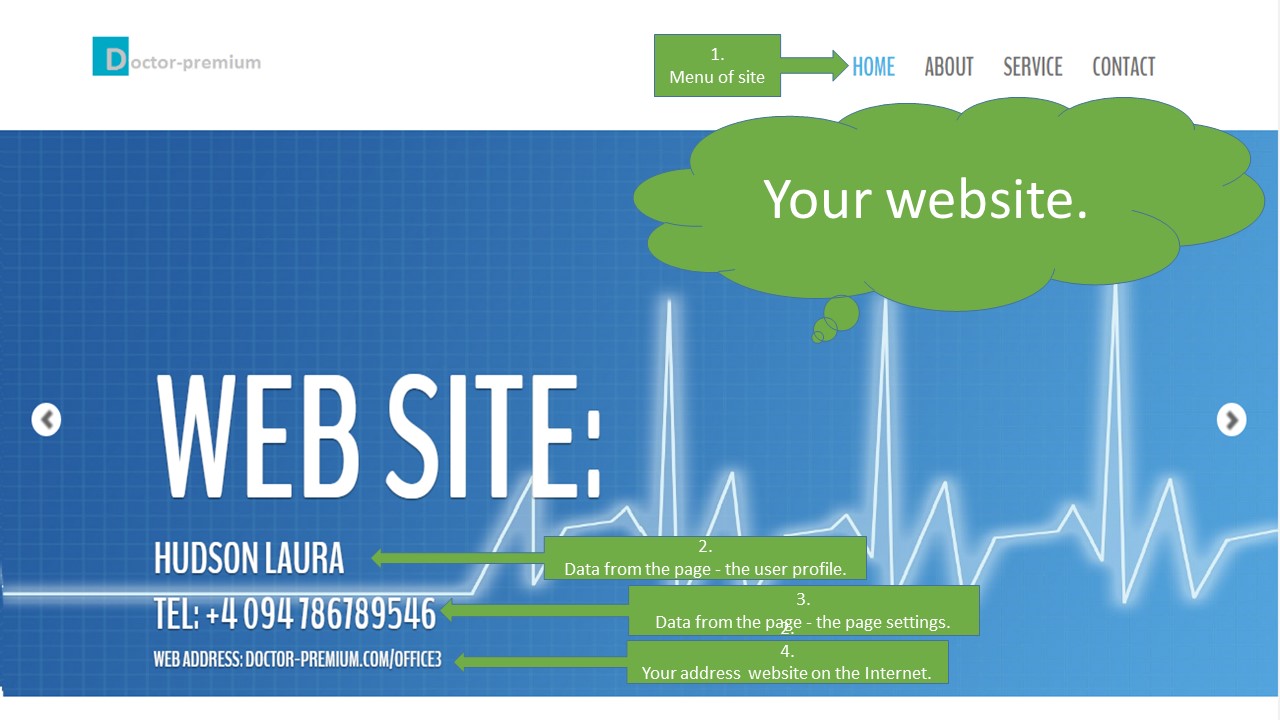 Doctor-premium
1.
Menu of site
HOME ABOUT SERVICE CONTACT
Your website.
WEB SITE:
HUDSON LAURA
2.
Data from the page - the user profile.
TEL: +4 094 786789546
3.
Data from the page - the page settings.
2.
WEB ADDRESS: DOCTOR-PREMIUM.COM/OFFICE3
4.
Your address website on the Internet.